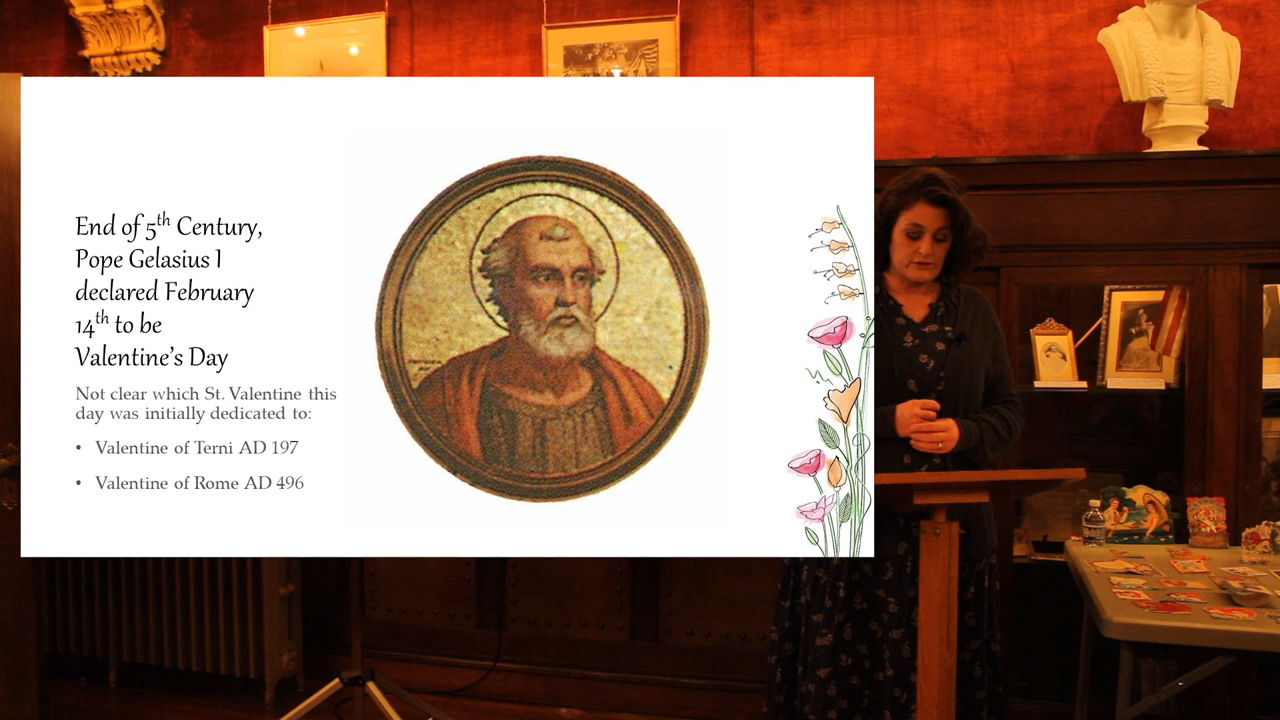 End of 5th Century,
Pope Gelasius I
declared February
14th to be
Valentine's Day
Not clear which St. Valentine this
day was initially dedicated to:
• Valentine of Terni AD 197
• Valentine of Rome AD 496